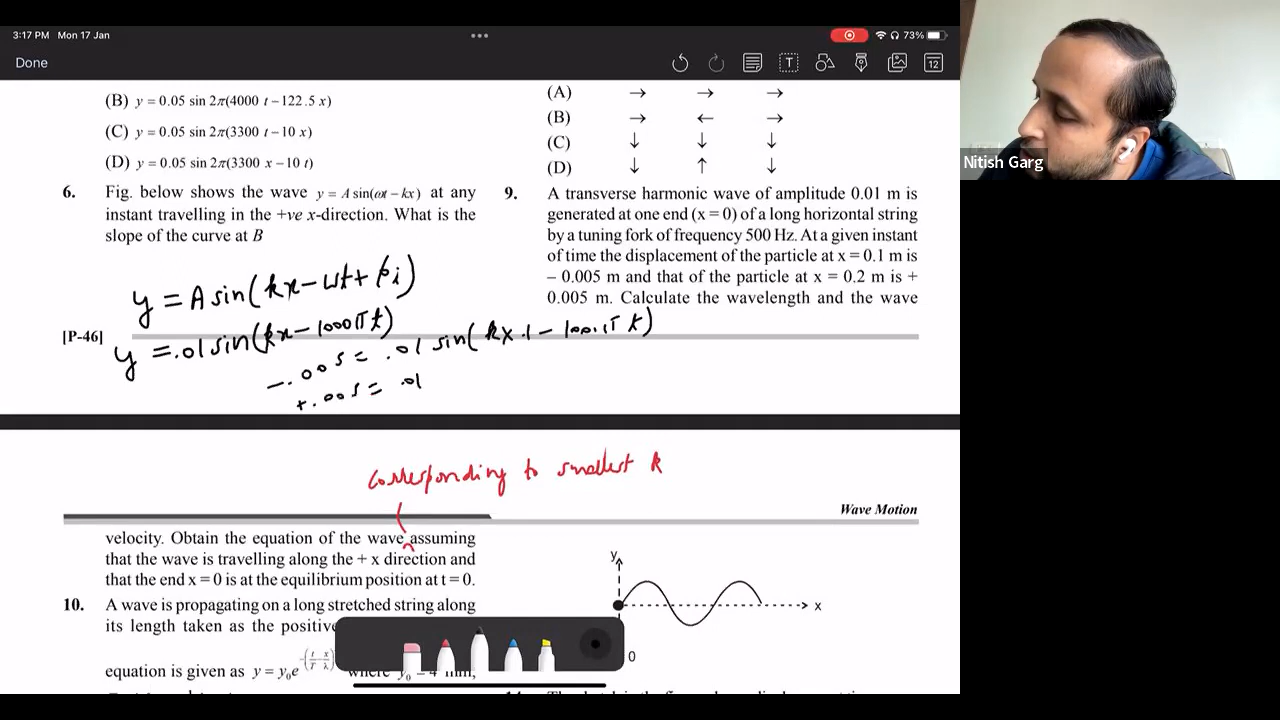 3:17 PM Mon 17 Jan
73%
Done
12
(B) y = 0.05 sin 2π(4000 t – 122.5 x)
(C) y = 0.05 sin 2π(3300 t – 10 x)
(D) y = 0.05 sin 2π(3300 x – 10 t)
6. Fig. below shows the wave y = A sin(ωt – kx) at any
instant travelling in the +ve x-direction. What is the
slope of the curve at B
y = A sin(kx – ωt + ϕi)
y = .01 sin(kx – 1000πt)
–.005 = .01 sin(k×.1 – 1000πt)
+.005 = .01
[P-46]
(A) → → →
(B) → ← →
(C) ↓ ↓ ↓
(D) ↓ ↑ ↓
9. A transverse harmonic wave of amplitude 0.01 m is
generated at one end (x = 0) of a long horizontal string
by a tuning fork of frequency 500 Hz. At a given instant
of time the displacement of the particle at x = 0.1 m is
– 0.005 m and that of the particle at x = 0.2 m is +
0.005 m. Calculate the wavelength and the wave
Nitish Garg
corresponding to smallest k
Wave Motion
velocity. Obtain the equation of the wave assuming
that the wave is travelling along the + x direction and
that the end x = 0 is at the equilibrium position at t = 0.
10. A wave is propagating on a long stretched string along
its length taken as the positive
equation is given as y = y₀e^–(t/T – x/λ) where y₀ = 4 mm,
y
x
0